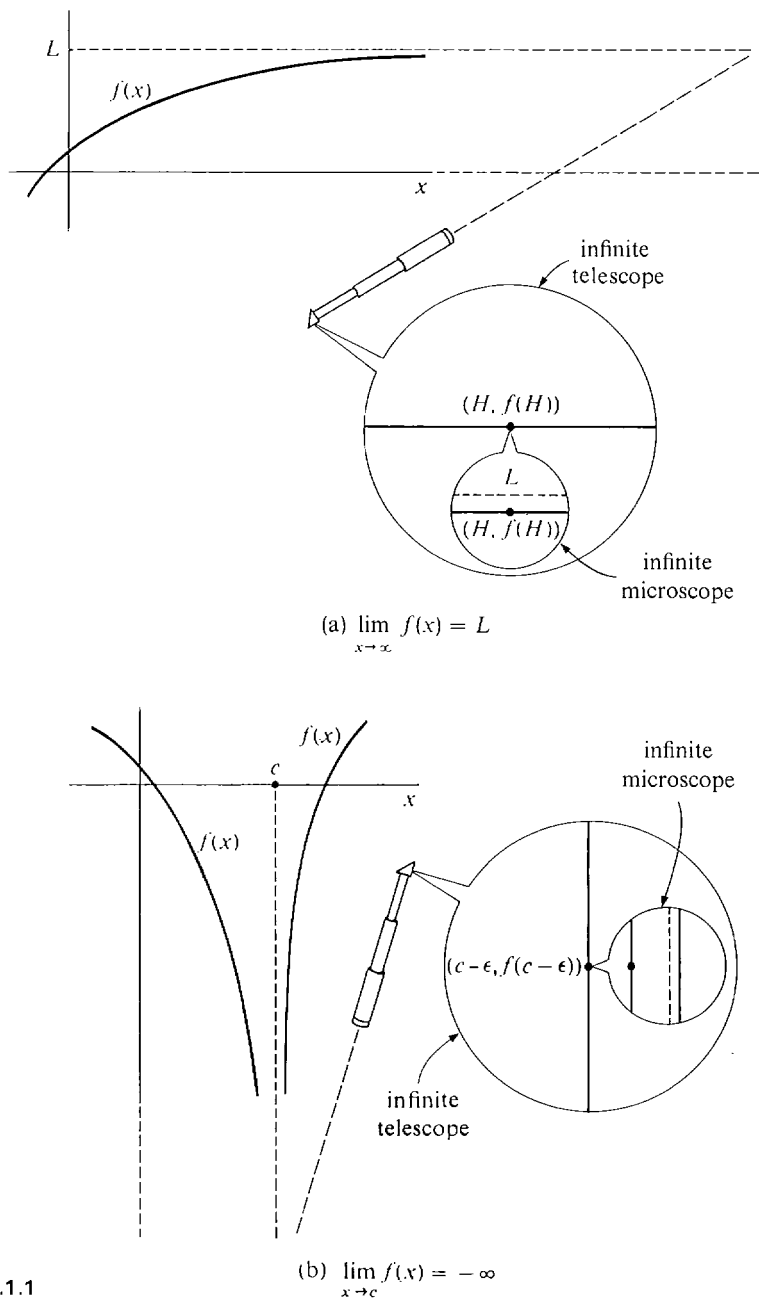 L
f(x)
x
infinite
telescope
(H, f(H))
L
(H, f(H))
infinite
microscope
(a) lim f(x) = L
x→∞
f(x)
c
x
infinite
microscope
f(x)
(c-ϵ, f(c-ϵ))
infinite
telescope
(b) lim f(x) = -∞
x→c
.1.1